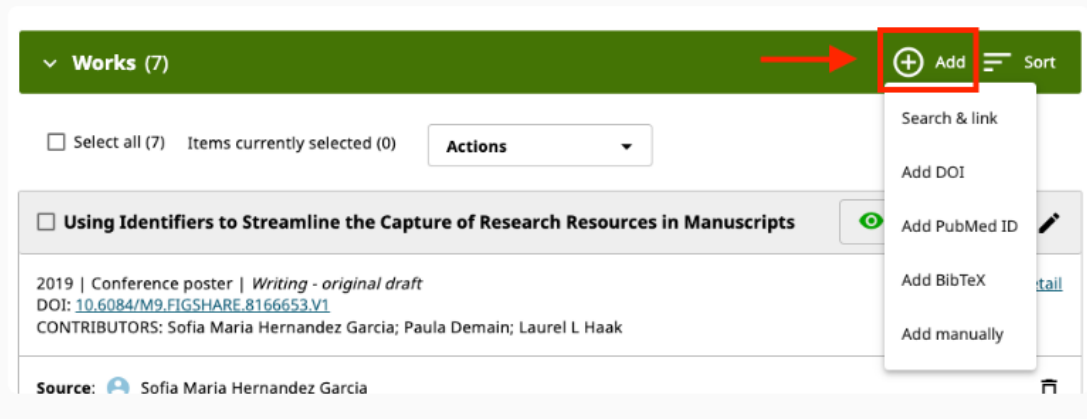 Works (7)
Add
Sort
Search & link
Add DOI
Add PubMed ID
Add BibTeX
Add manually
Select all (7)
Items currently selected (0)
Actions
Using Identifiers to Streamline the Capture of Research Resources in Manuscripts
2019 | Conference poster | Writing - original draft
etail
DOI: 10.6084/M9.FIGSHARE.8166653.V1
CONTRIBUTORS: Sofia Maria Hernandez Garcia; Paula Demain; Laurel L Haak
Source: Sofia Maria Hernandez Garcia